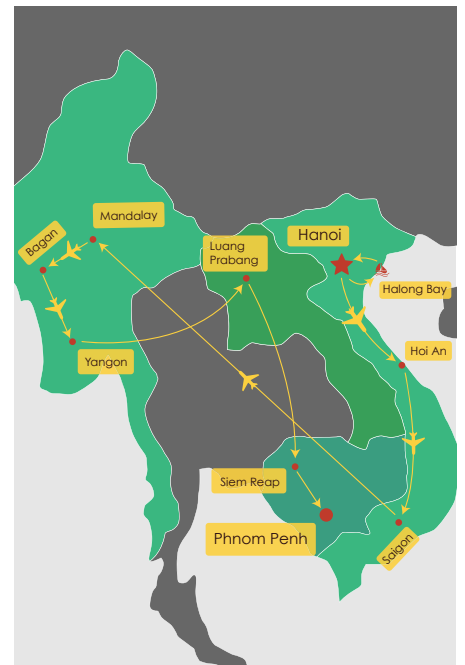 Mandalay
Bagan
Luang
Prabang
Hanoi
Halong Bay
Yangon
Hoi An
Siem Reap
Phnom Penh
Saigon